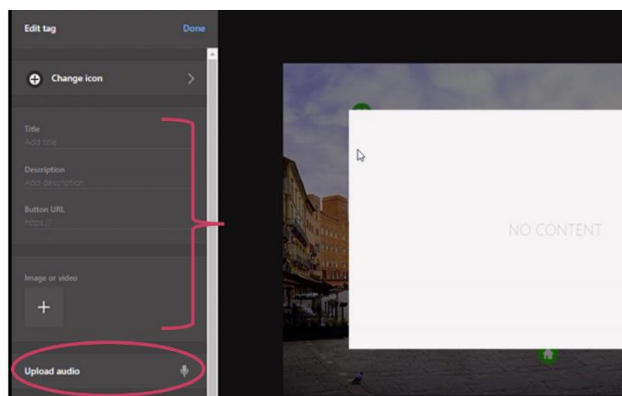 Edit tag
Done
Change icon
Title
Add title
Description
Add description
Button URL
https://
Image or video
Upload audio
NO CONTENT